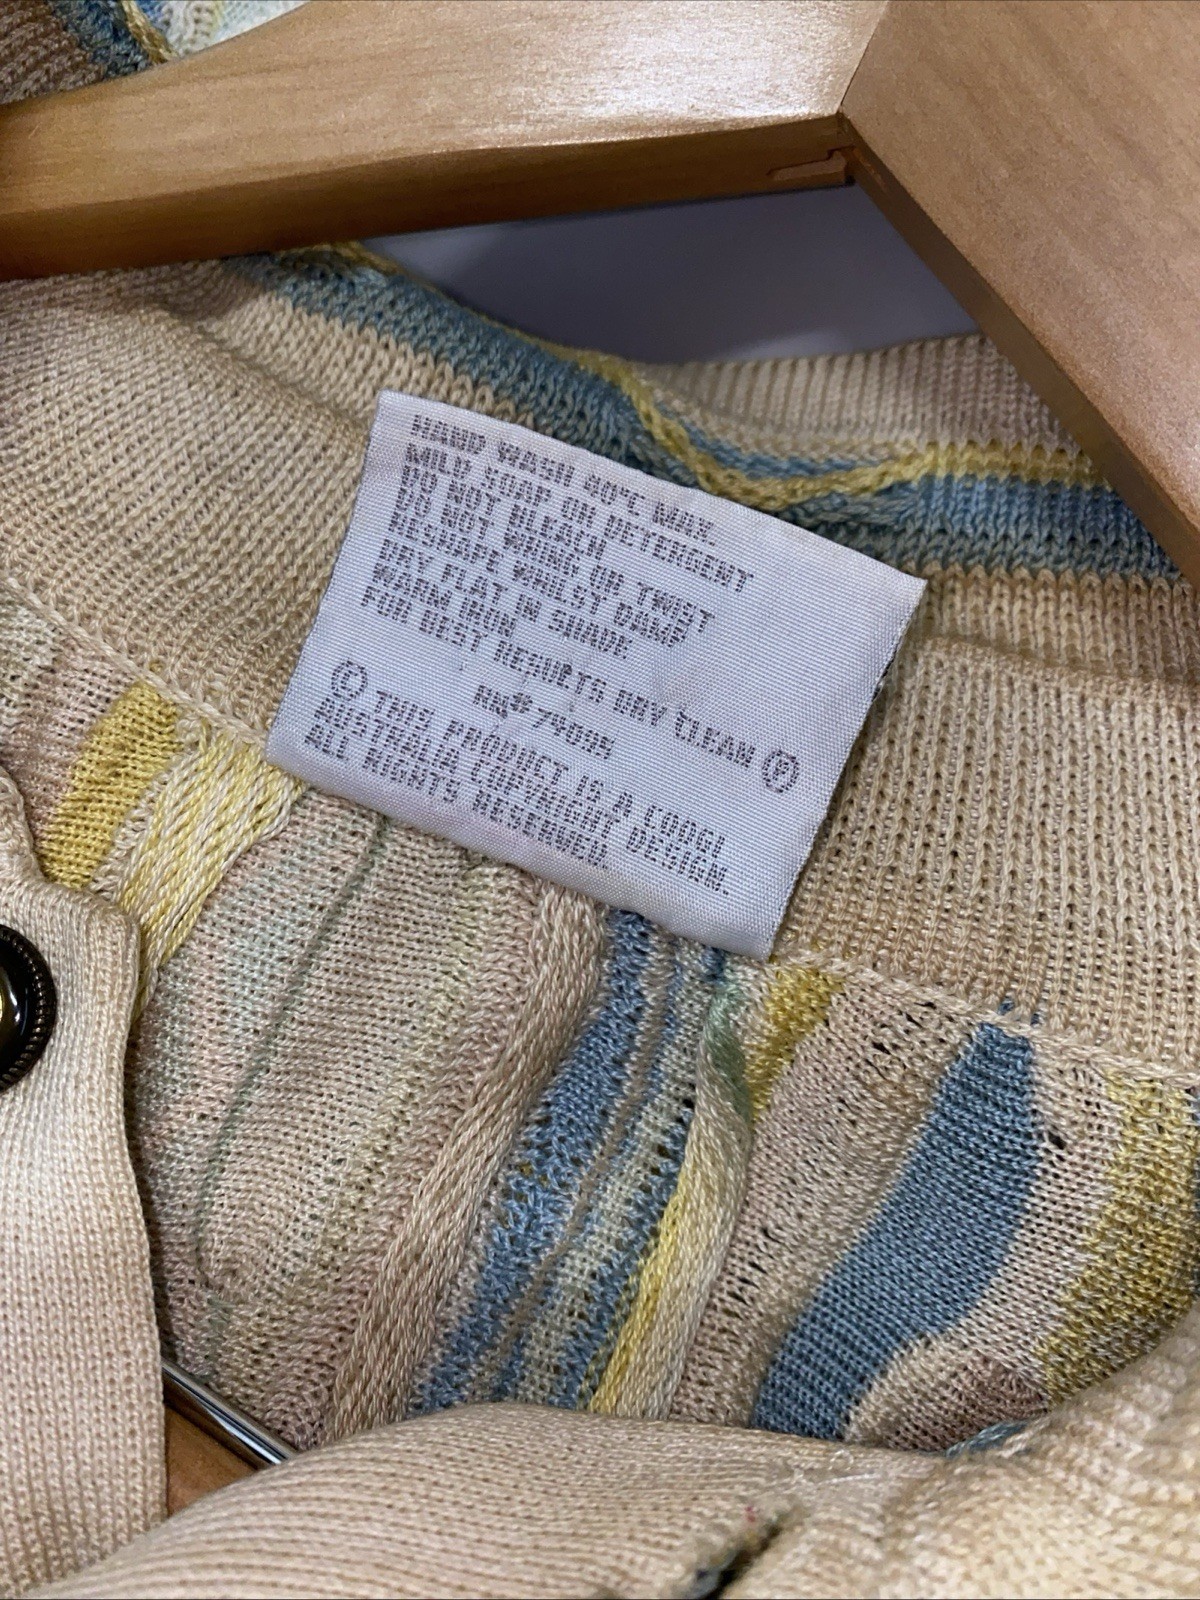 HAND WASH 40°C MAX.
MILD SOAP OR DETERGENT
DO NOT BLEACH
DO NOT WRING OR TWIST
RESHAPE WHILST DAMP
DRY FLAT IN SHADE
WARM IRON
FOR BEST RESULTS DRY CLEAN Ⓟ
RN# 74095
© THIS PRODUCT IS A COOGI
AUSTRALIA COPYRIGHT DESIGN.
ALL RIGHTS RESERVED.